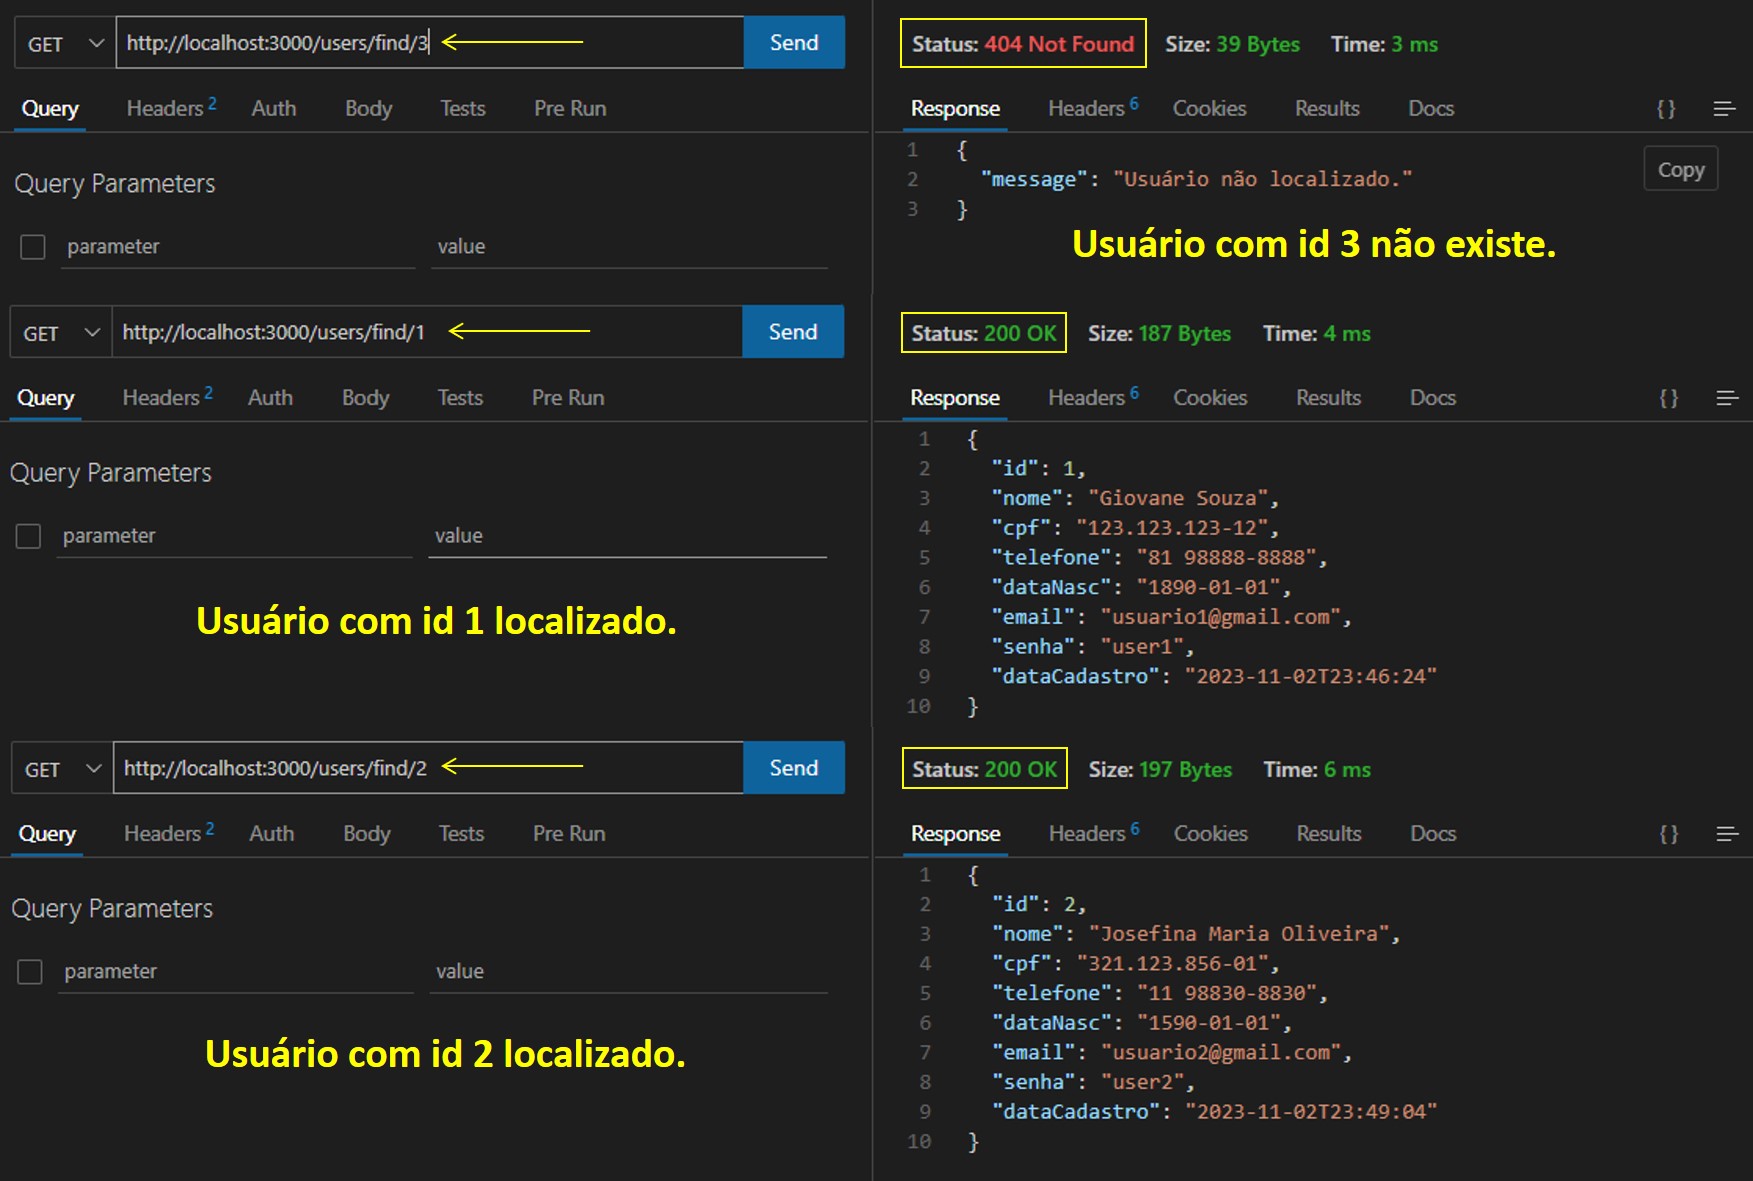 GET http://localhost:3000/users/find/3 Send
Status: 404 Not Found Size: 39 Bytes Time: 3 ms
Query Headers 2 Auth Body Tests Pre Run
Response Headers 6 Cookies Results Docs { }
Query Parameters
parameter value
1 {
2 "message": "Usuário não localizado."
3 }
Copy
Usuário com id 3 não existe.
GET http://localhost:3000/users/find/1 Send
Status: 200 OK Size: 187 Bytes Time: 4 ms
Query Headers 2 Auth Body Tests Pre Run
Response Headers 6 Cookies Results Docs { }
Query Parameters
parameter value
Usuário com id 1 localizado.
1 {
2 "id": 1,
3 "nome": "Giovane Souza",
4 "cpf": "123.123.123-12",
5 "telefone": "81 98888-8888",
6 "dataNasc": "1890-01-01",
7 "email": "usuario1@gmail.com",
8 "senha": "user1",
9 "dataCadastro": "2023-11-02T23:46:24"
10 }
GET http://localhost:3000/users/find/2 Send
Status: 200 OK Size: 197 Bytes Time: 6 ms
Query Headers 2 Auth Body Tests Pre Run
Response Headers 6 Cookies Results Docs { }
Query Parameters
parameter value
Usuário com id 2 localizado.
1 {
2 "id": 2,
3 "nome": "Josefina Maria Oliveira",
4 "cpf": "321.123.856-01",
5 "telefone": "11 98830-8830",
6 "dataNasc": "1590-01-01",
7 "email": "usuario2@gmail.com",
8 "senha": "user2",
9 "dataCadastro": "2023-11-02T23:49:04"
10 }